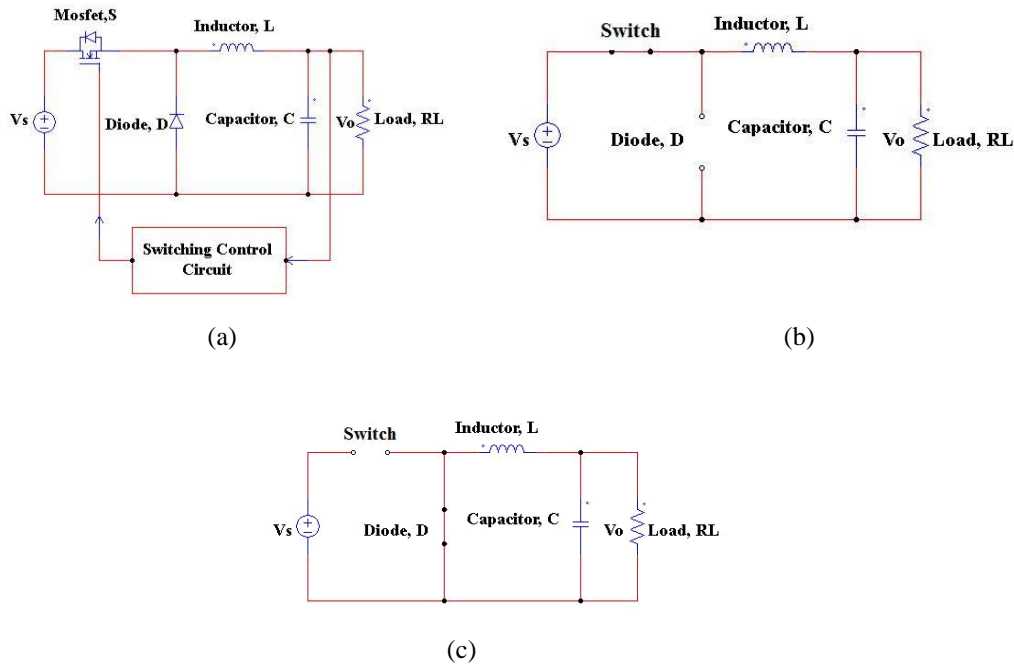 Mosfet,S
Inductor, L
Vs
Diode, D
Capacitor, C
Vo
Load, RL
Switching Control
Circuit
(a)
Switch
Inductor, L
Vs
Diode, D
Capacitor, C
Vo
Load, RL
(b)
Switch
Inductor, L
Vs
Diode, D
Capacitor, C
Vo
Load, RL
(c)